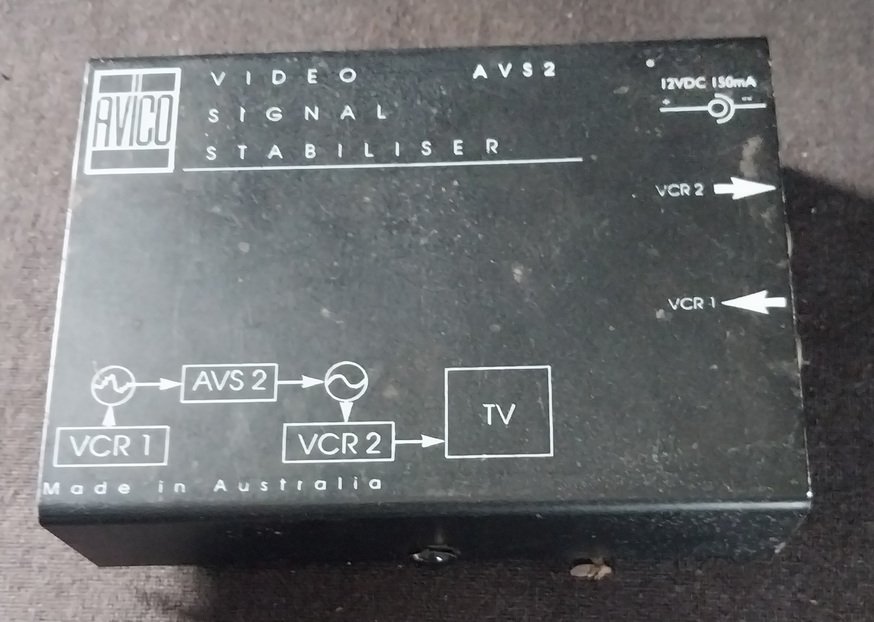 AVICO
VIDEO AVS2
SIGNAL
STABILISER
12VDC 150mA
+ -
VCR 2
VCR 1
AVS 2
TV
VCR 1 VCR 2
Made in Australia